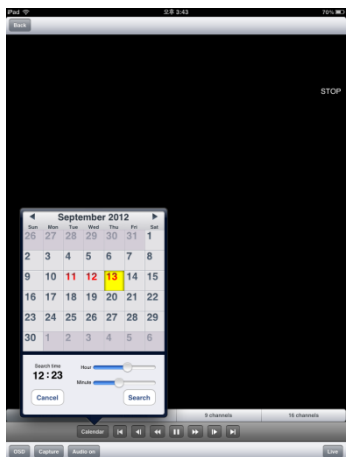 iPad 오후 3:43 70%
Back
STOP
September 2012
Sun Mon Tue Wed Thu Fri Sat
26 27 28 29 30 31 1
2 3 4 5 6 7 8
9 10 11 12 13 14 15
16 17 18 19 20 21 22
23 24 25 26 27 28 29
30 1 2 3 4 5 6
Search time Hour
12:23
Minute
Cancel Search
9 channels 16 channels
Calendar
OSD Capture Audio on Live